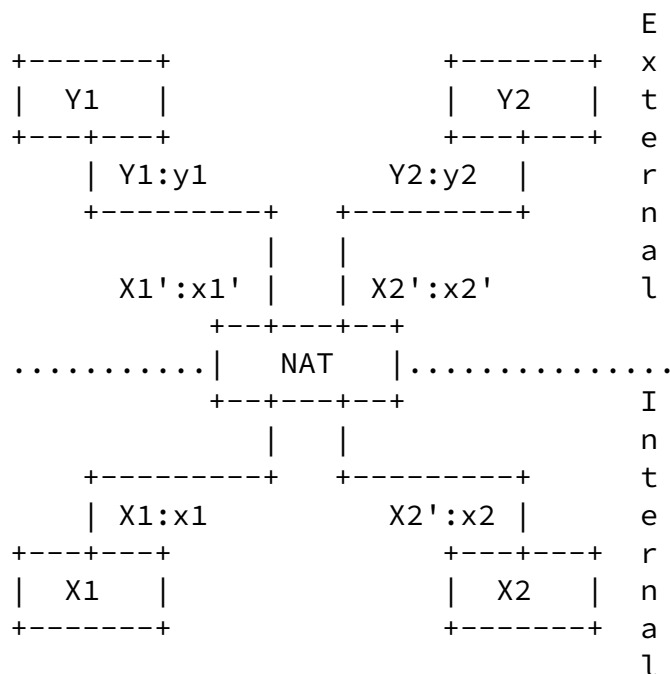 E
+-------+                  +-------+  x
|  Y1   |                  |  Y2   |  t
+---+---+                  +---+---+  e
    | Y1:y1            Y2:y2  |       r
    +---------+   +---------+         n
              |   |                   a
      X1':x1' |   | X2':x2'           l
           +--+---+--+
...........|   NAT   |...............
           +--+---+--+                I
              |   |                   n
    +---------+   +---------+         t
    | X1:x1            X2':x2 |       e
+---+---+                  +---+---+  r
|  X1   |                  |  X2   |  n
+-------+                  +-------+  a
                                      l